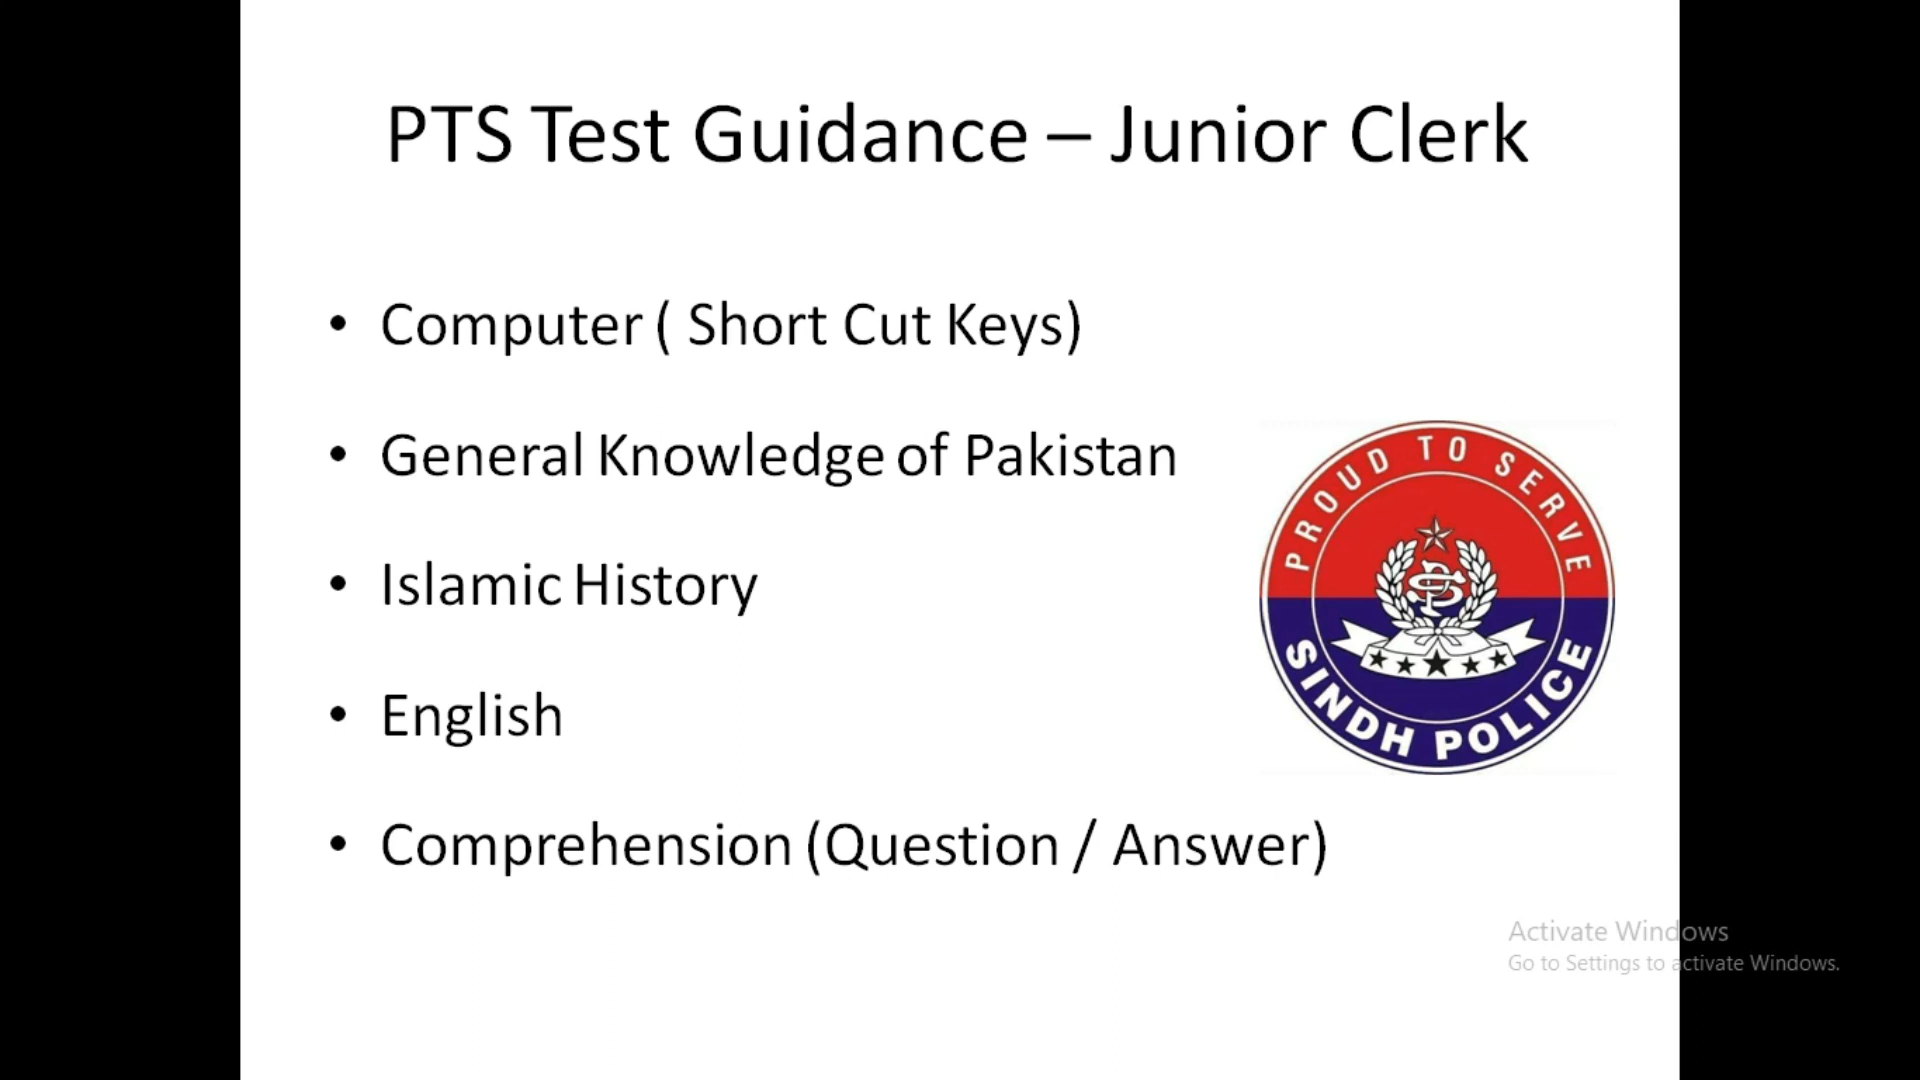 PTS Test Guidance – Junior Clerk
• Computer ( Short Cut Keys)
• General Knowledge of Pakistan
• Islamic History
• English
• Comprehension (Question / Answer)
PROUD TO SERVE
SP
SINDH POLICE
Activate Windows
Go to Settings to activate Windows.